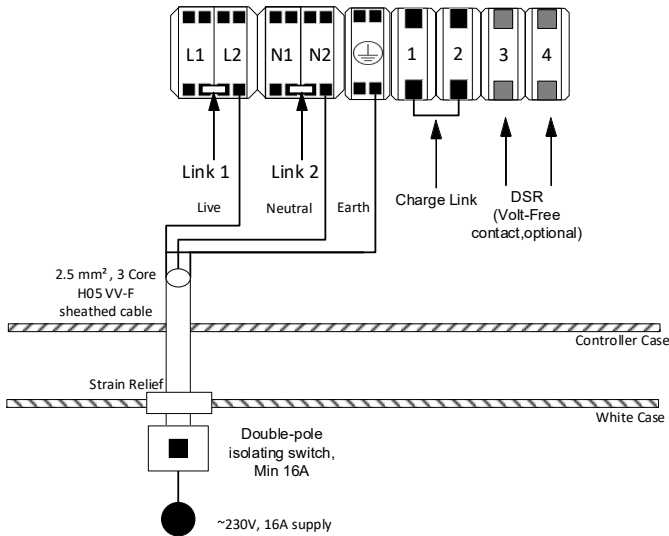 L1 L2 N1 N2 1 2 3 4
Link 1
Link 2
Live
Neutral
Earth
Charge Link
DSR
(Volt-Free
contact,optional)
2.5 mm² , 3 Core
H05 VV-F
sheathed cable
Controller Case
Strain Relief
White Case
Double-pole
isolating switch,
Min 16A
~230V, 16A supply